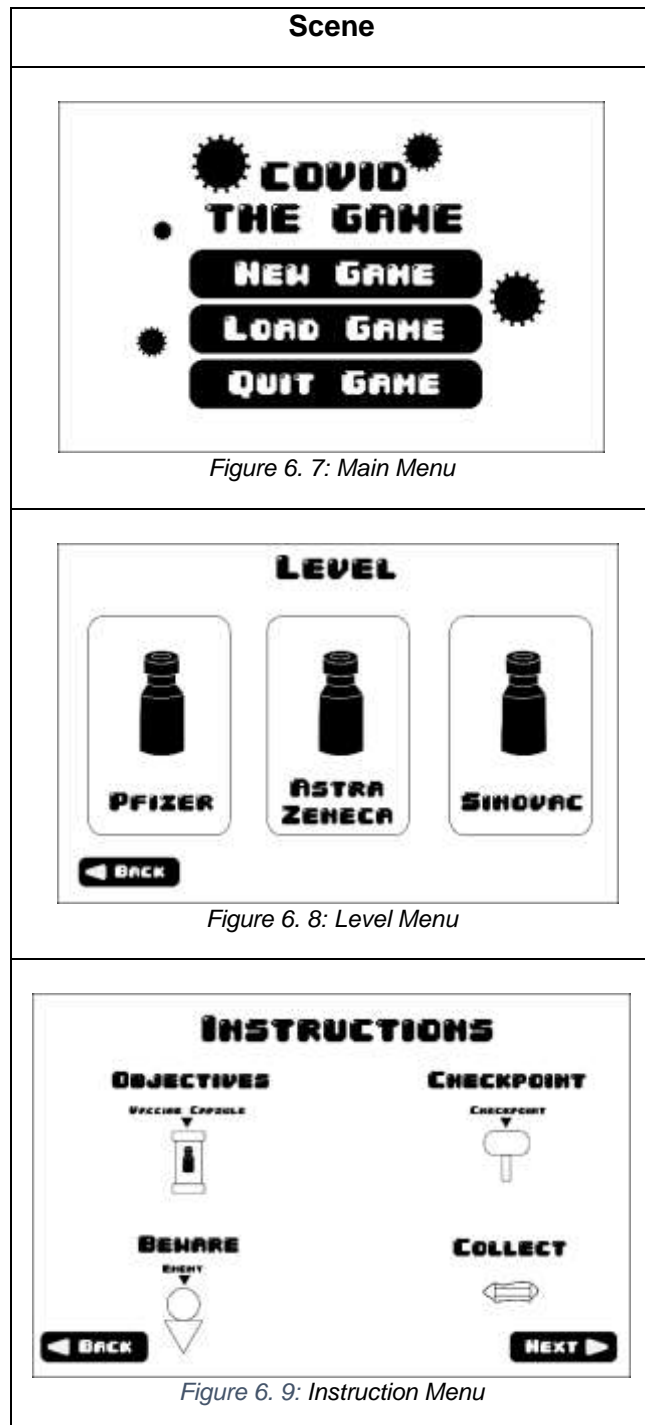 Scene
COVID
THE GAME
NEW GAME
LOAD GAME
QUIT GAME
Figure 6. 7: Main Menu
LEVEL
PFIZER
ASTRA
ZENECA
SINOVAC
BACK
Figure 6. 8: Level Menu
INSTRUCTIONS
OBJECTIVES
CHECKPOINT
VACCINE CAPSULE
CHECKPOINT
BEWARE
COLLECT
ENEMY
BACK
NEXT
Figure 6. 9: Instruction Menu